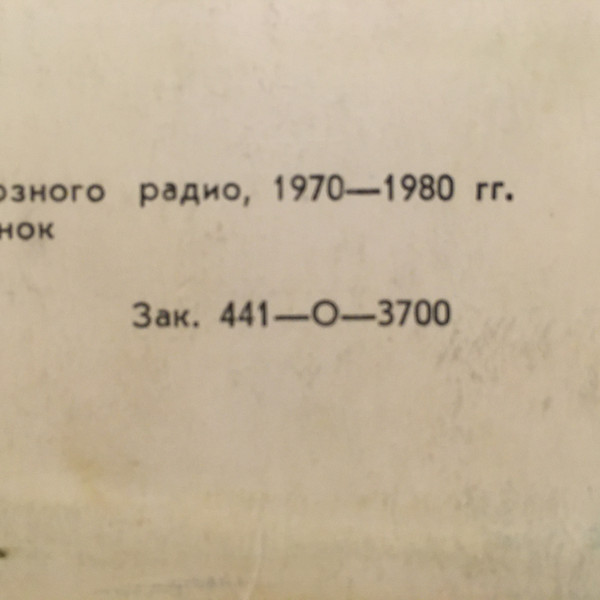 озного радио, 1970—1980 гг.
нок
Зак. 441—О—3700